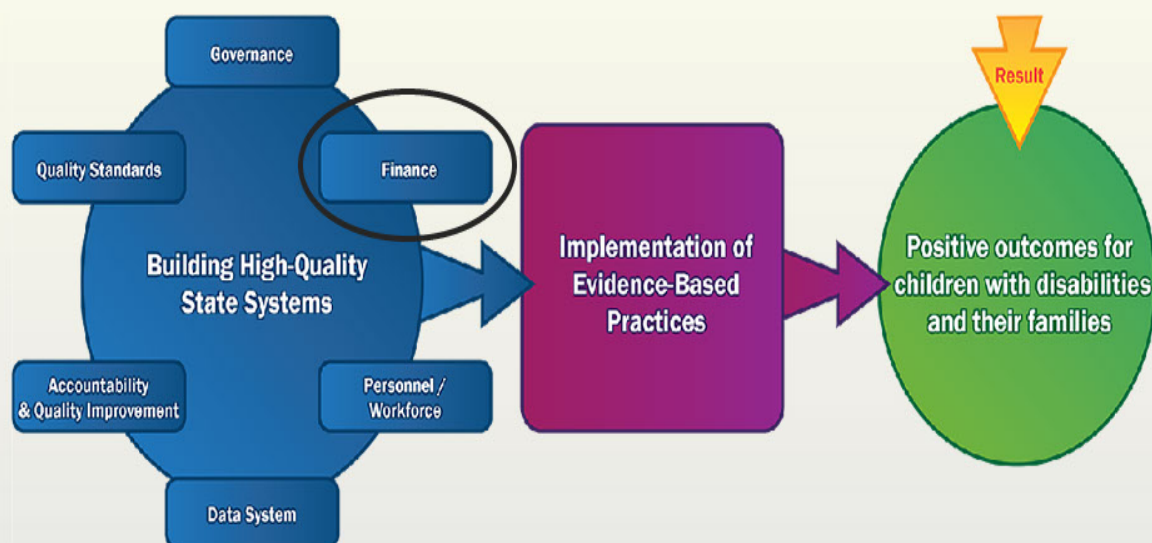 Governance
Quality Standards
Finance
Building High-Quality
State Systems
Accountability
& Quality Improvement
Personnel /
Workforce
Data System
Implementation of
Evidence-Based
Practices
Result
Positive outcomes for
children with disabilities
and their families